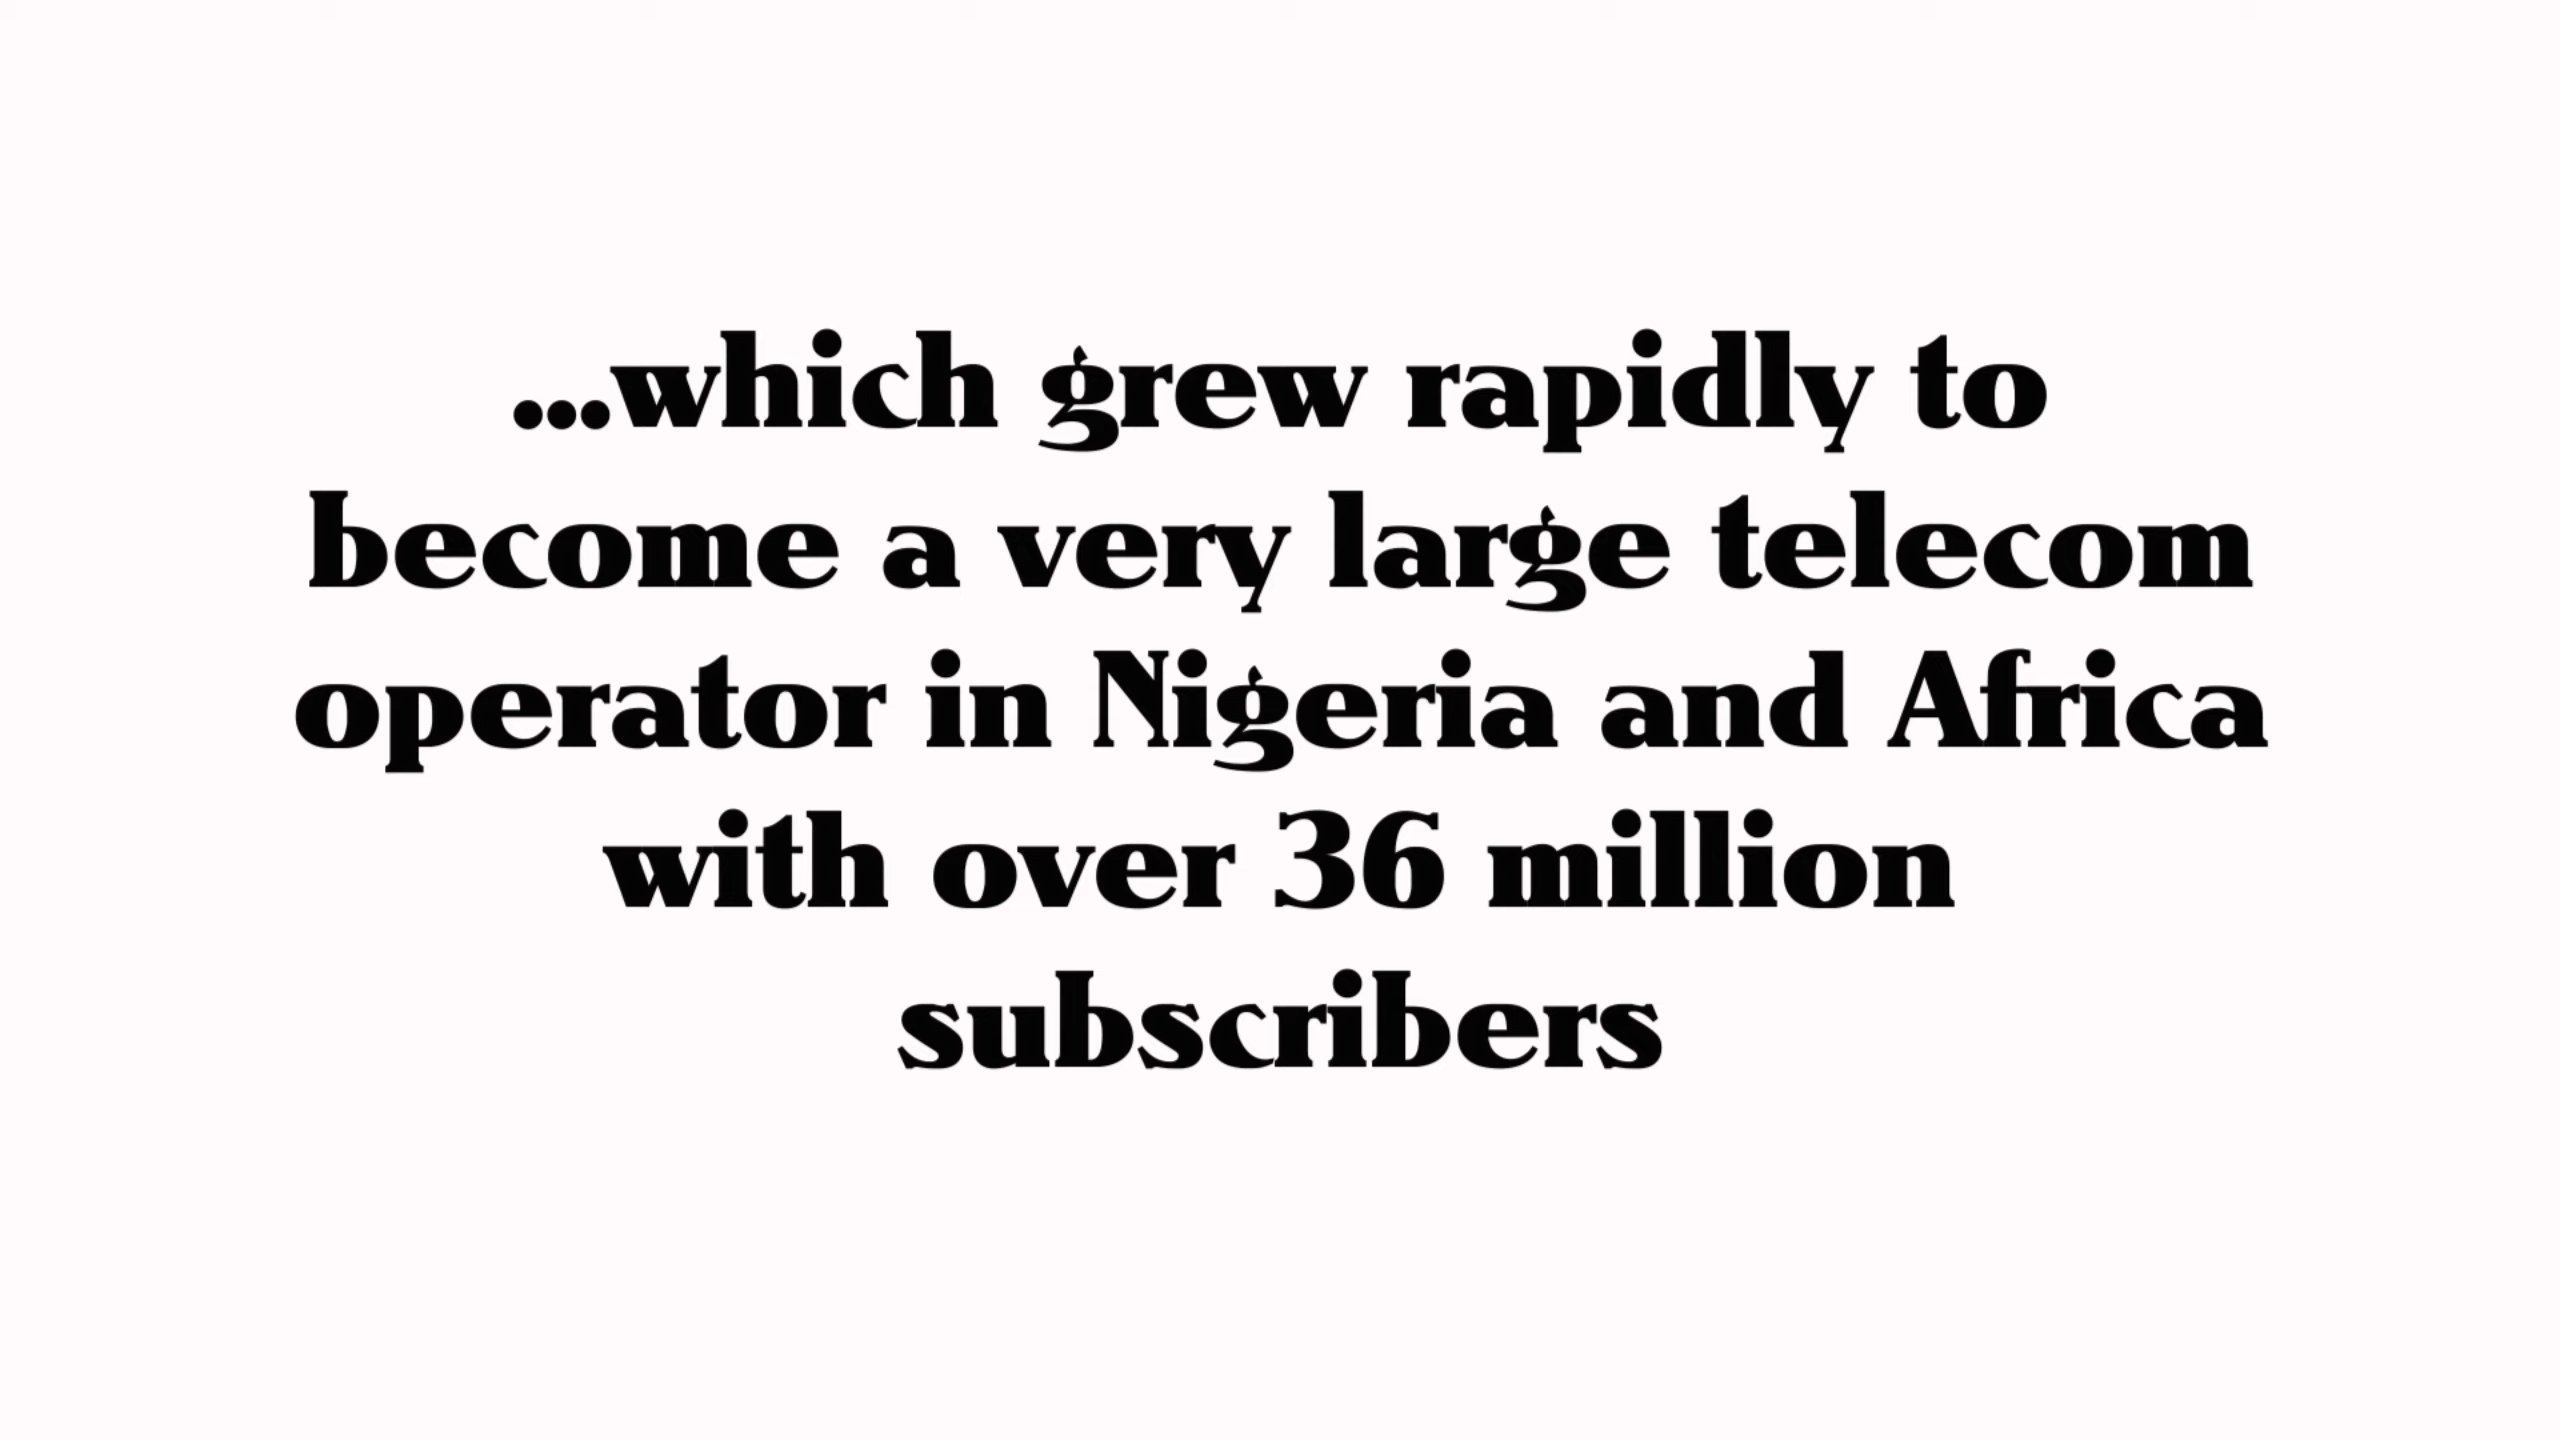 ...which grew rapidly to
become a very large telecom
operator in Nigeria and Africa
with over 36 million
subscribers